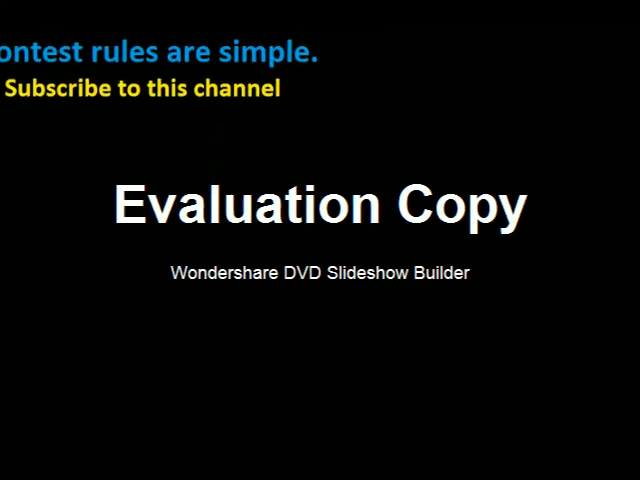 ontest rules are simple.
Subscribe to this channel
Evaluation Copy
Wondershare DVD Slideshow Builder